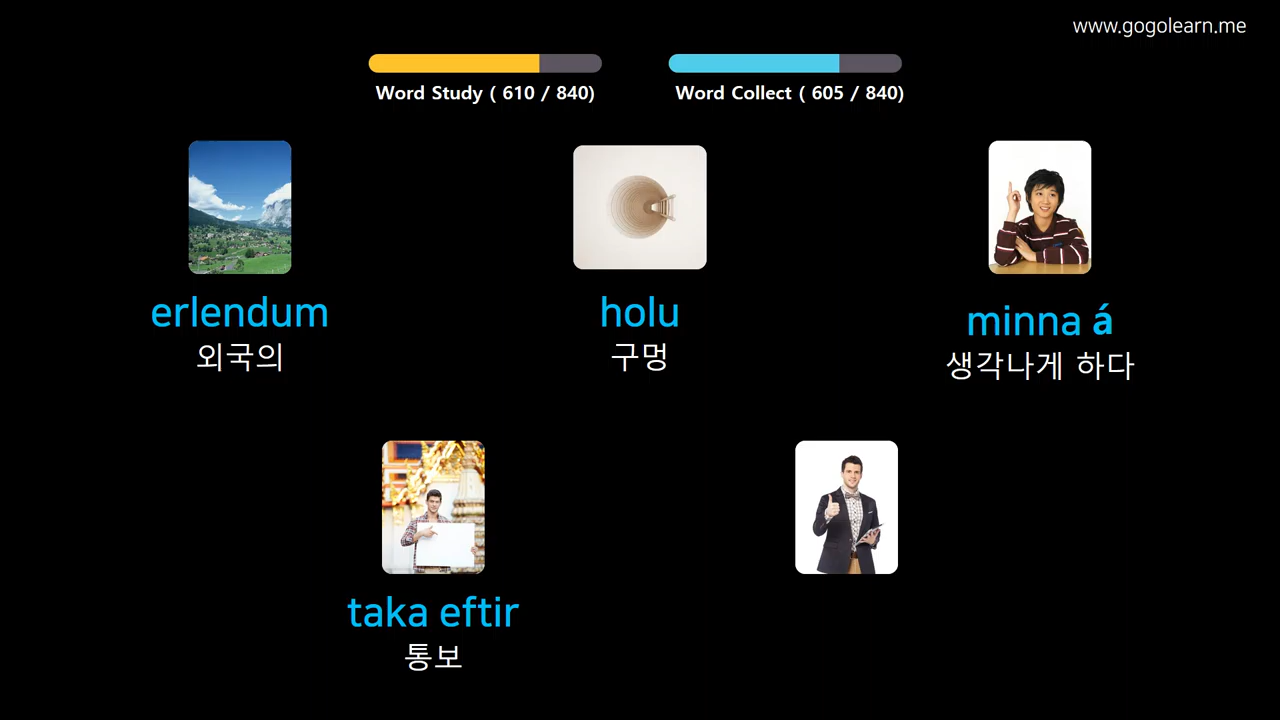 www.gogolearn.me
Word Study ( 610 / 840)
Word Collect ( 605 / 840)
erlendum
외국의
holu
구멍
minna á
생각나게 하다
taka eftir
통보